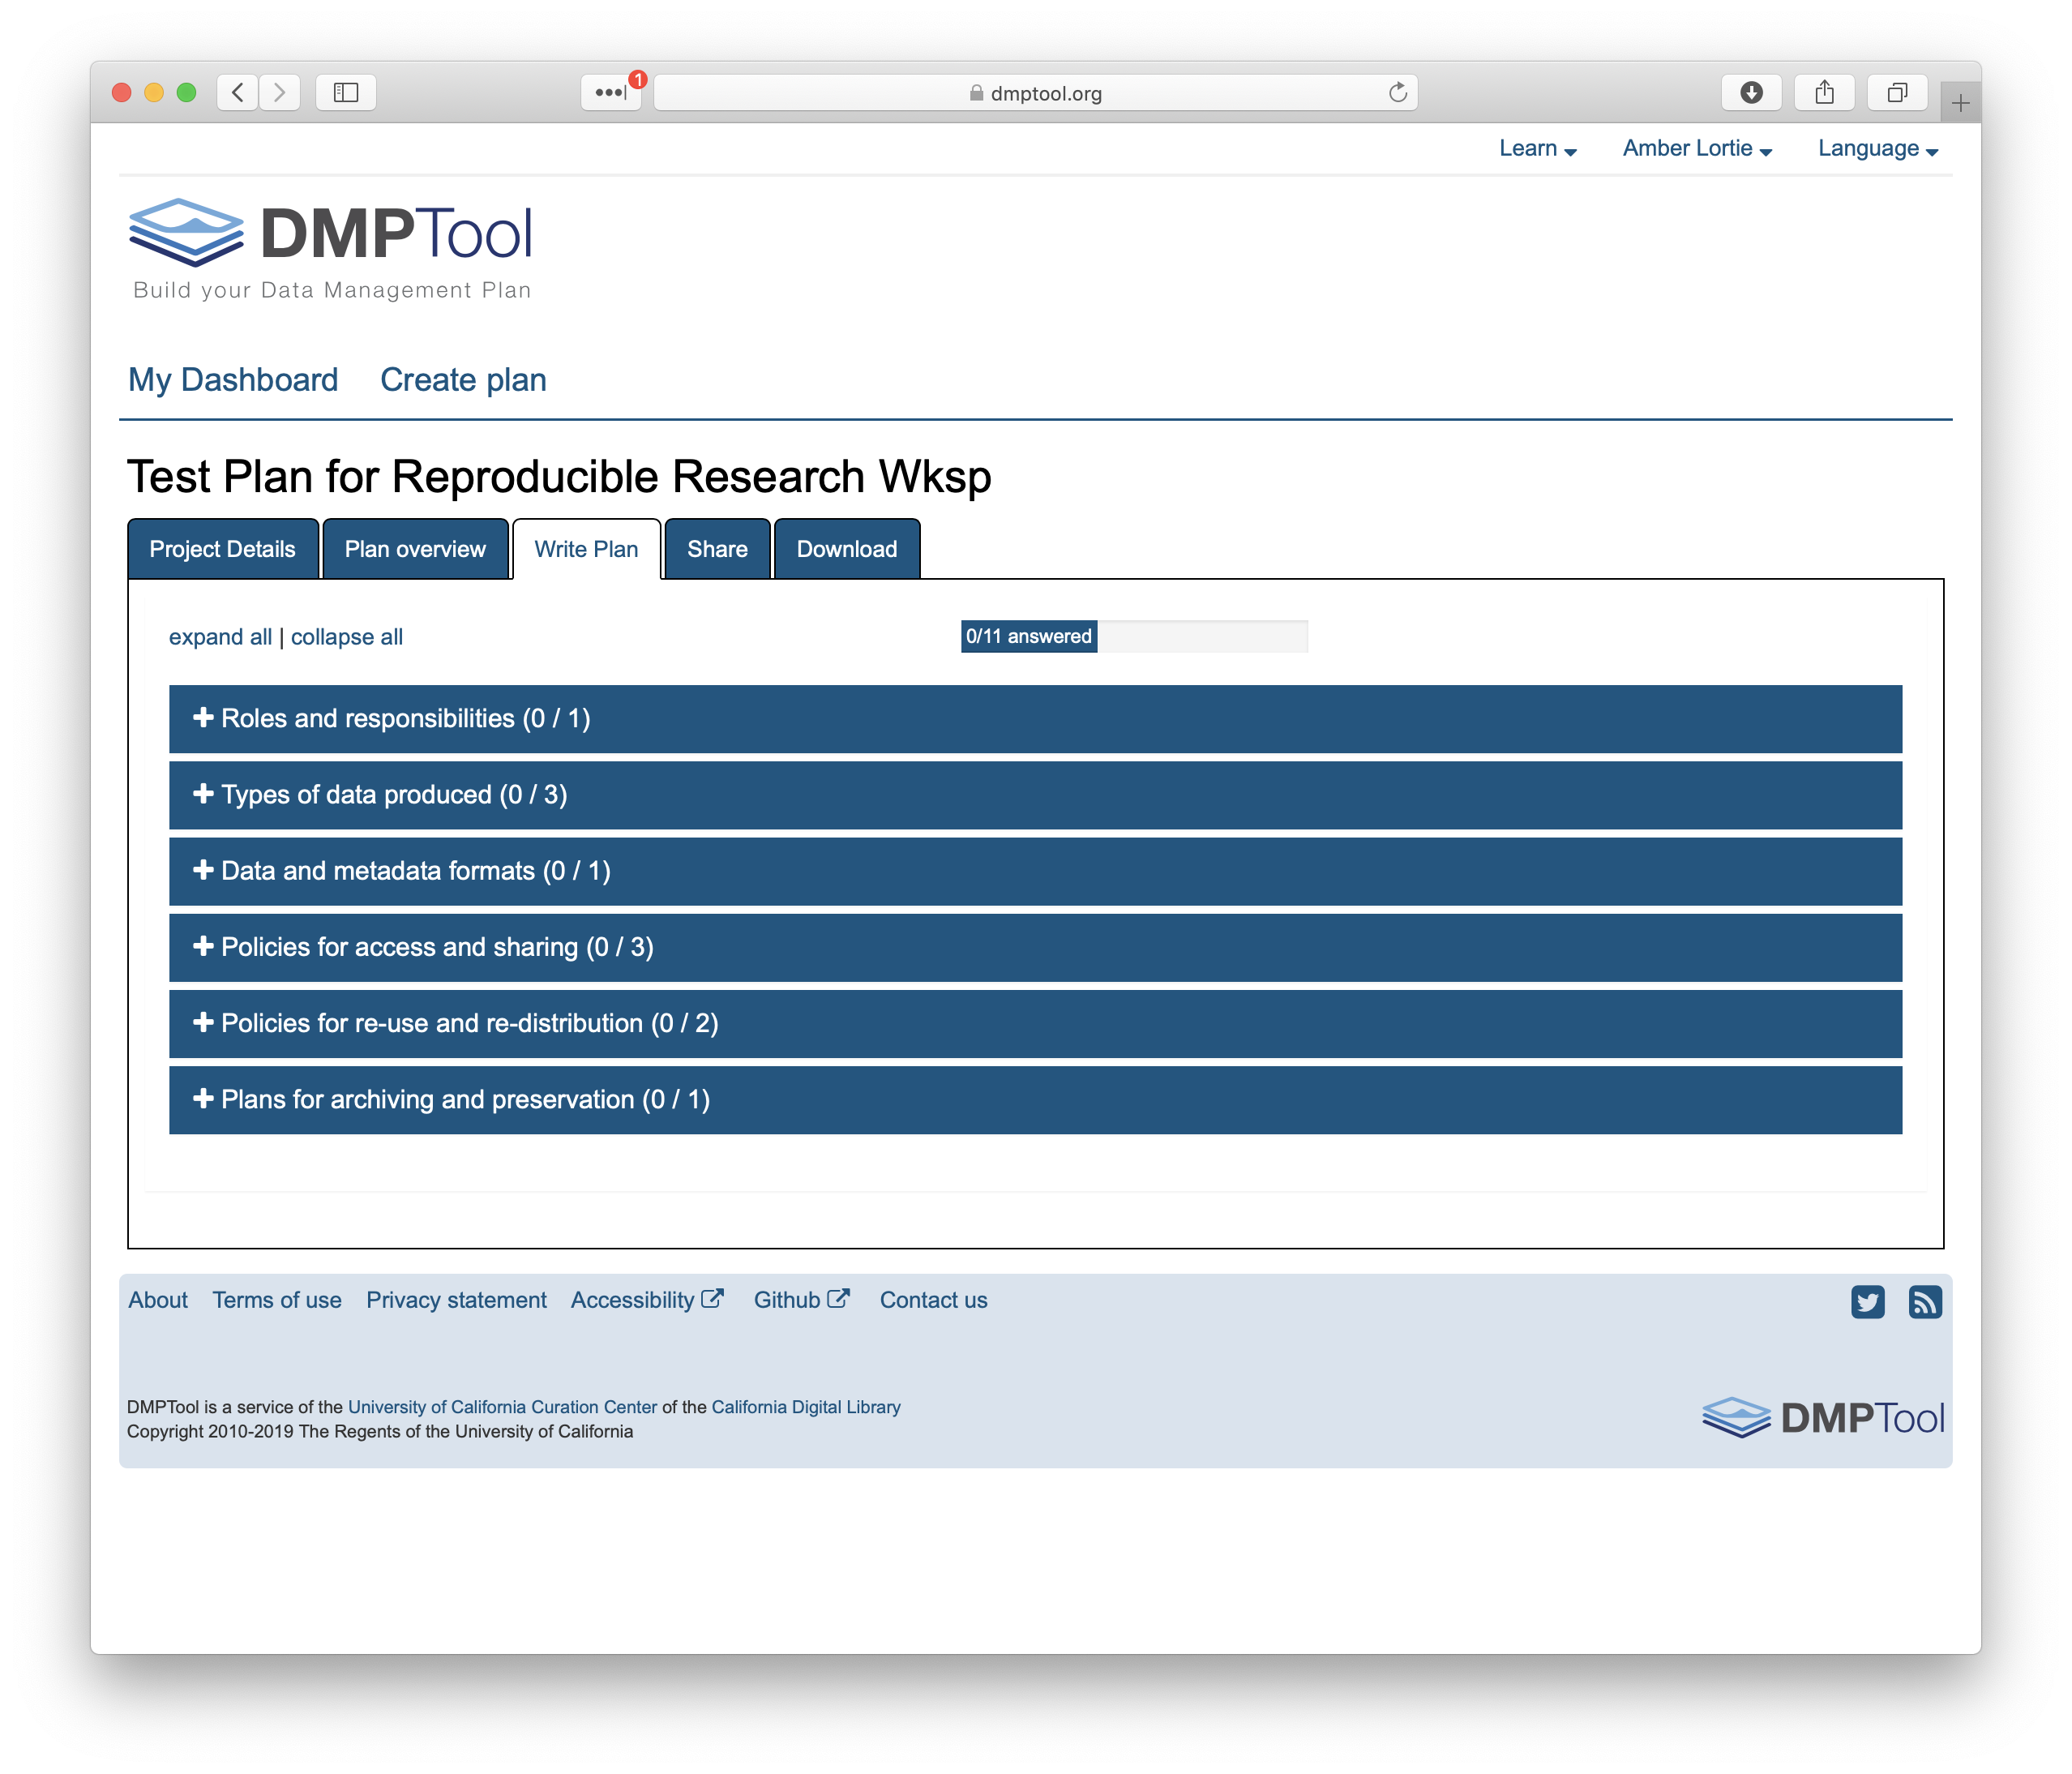 1
dmptool.org
Learn Amber Lortie Language
DMPTool
Build your Data Management Plan
My Dashboard Create plan
Test Plan for Reproducible Research Wksp
Project Details Plan overview Write Plan Share Download
expand all | collapse all 0/11 answered
Roles and responsibilities (0 / 1)
Types of data produced (0 / 3)
Data and metadata formats (0 / 1)
Policies for access and sharing (0 / 3)
Policies for re-use and re-distribution (0 / 2)
Plans for archiving and preservation (0 / 1)
About Terms of use Privacy statement Accessibility Github Contact us
DMPTool is a service of the University of California Curation Center of the California Digital Library
Copyright 2010-2019 The Regents of the University of California
DMPTool